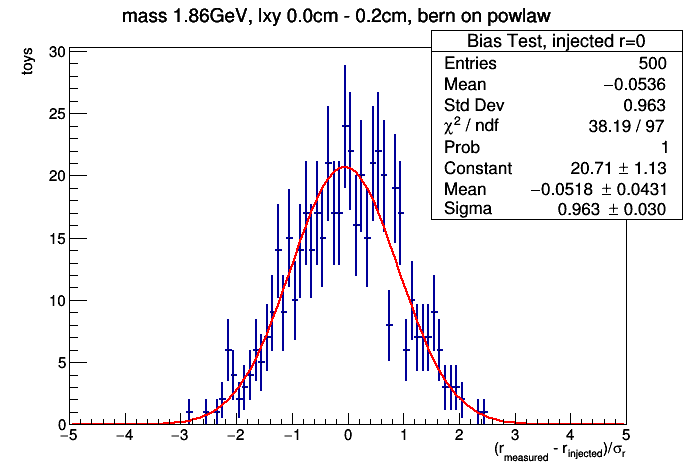 mass 1.86GeV, lxy 0.0cm - 0.2cm, bern on powlaw
Bias Test, injected r=0
Entries 500
Mean −0.0536
Std Dev 0.963
χ² / ndf 38.19 / 97
Prob 1
Constant 20.71 ± 1.13
Mean −0.0518 ± 0.0431
Sigma 0.963 ± 0.030
toys
30
25
20
15
10
5
0
−5 −4 −3 −2 −1 0 1 2 3 4 5
(r_measured - r_injected)/σ_r